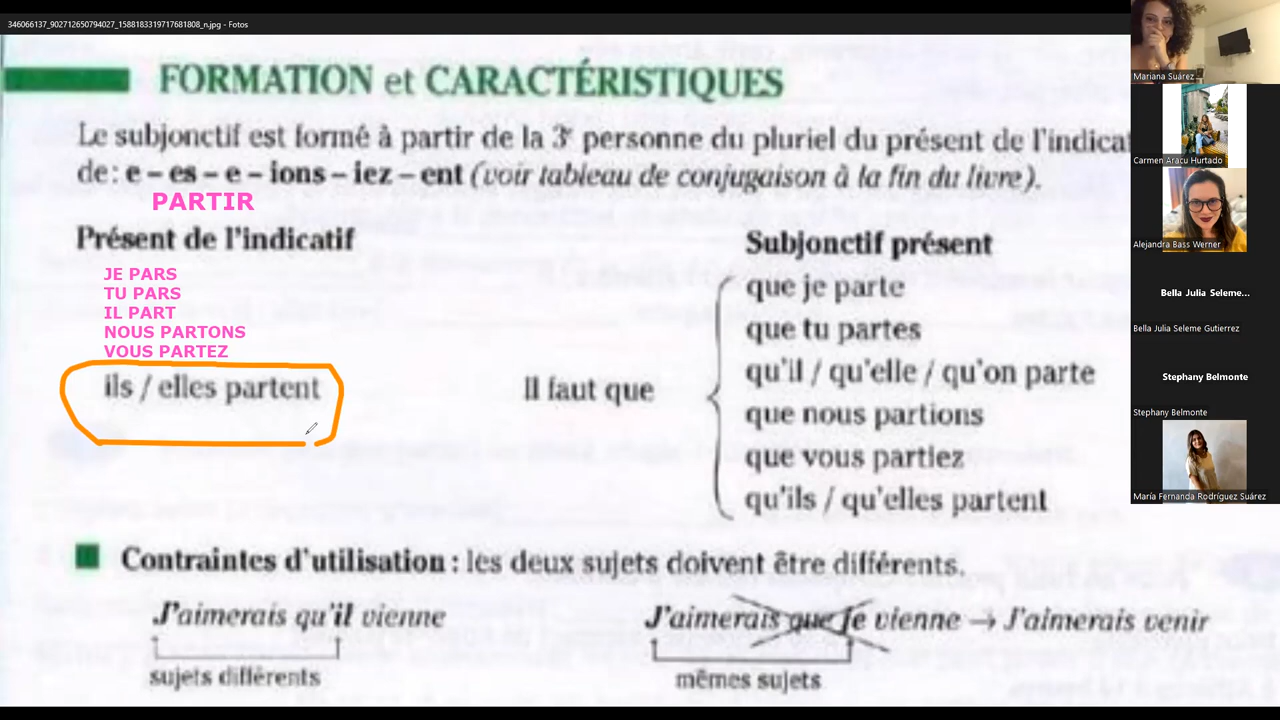 346066137_902712650794027_1588183319717681808_n.jpg - Fotos
FORMATION et CARACTÉRISTIQUES
Le subjonctif est formé à partir de la 3e personne du pluriel du présent de l'indicat
de : e – es – e – ions – iez – ent (voir tableau de conjugaison à la fin du livre).
PARTIR
Présent de l'indicatif
JE PARS
TU PARS
IL PART
NOUS PARTONS
VOUS PARTEZ
ils / elles partent
Il faut que
Subjonctif présent
que je parte
que tu partes
qu'il / qu'elle / qu'on parte
que nous partions
que vous partiez
qu'ils / qu'elles partent
Contraintes d'utilisation : les deux sujets doivent être différents.
J'aimerais qu'il vienne
sujets différents
J'aimerais que je vienne → J'aimerais venir
mêmes sujets
Mariana Suárez
Carmen Aracu Hurtado
Alejandra Bass Werner
Bella Julia Seleme...
Bella Julia Seleme Gutierrez
Stephany Belmonte
Stephany Belmonte
María Fernanda Rodríguez Suárez